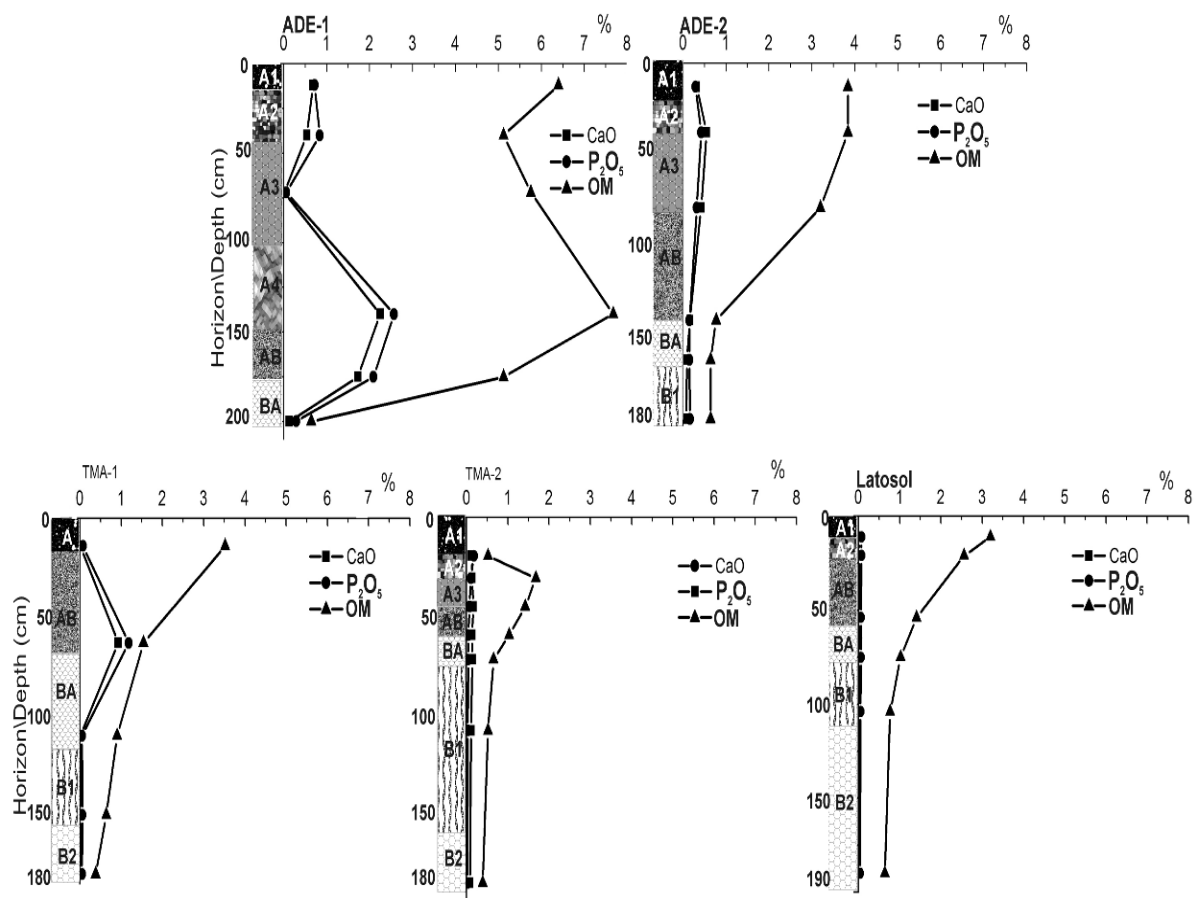 ADE-1
%
0 1 2 3 4 5 6 7 8
0
50
100
150
200
Horizon\Depth (cm)
A1
A2
A3
A4
AB
BA
CaO
P₂O₅
OM
ADE-2
%
0 1 2 3 4 5 6 7 8
0
50
100
150
180
A1
A2
A3
AB
BA
B1
CaO
P₂O₅
OM
TMA-1
%
0 1 2 3 4 5 6 7 8
0
50
100
150
180
Horizon\Depth (cm)
A
AB
BA
B1
B2
CaO
P₂O₅
OM
TMA-2
%
0 1 2 3 4 5 6 7 8
0
50
100
150
180
A1
A2
A3
AB
BA
B1
B2
CaO
P₂O₅
OM
Latosol
%
0 1 2 3 4 5 6 7 8
0
50
100
150
190
A1
A2
AB
BA
B1
B2
CaO
P₂O₅
OM